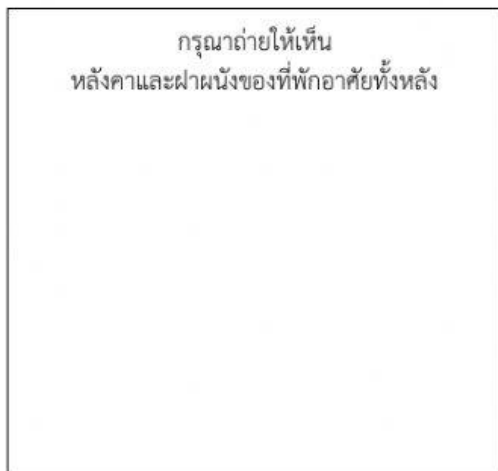 กรุณาถ่ายให้เห็น
หลังคาและฝาผนังของที่พักอาศัยทั้งหลัง